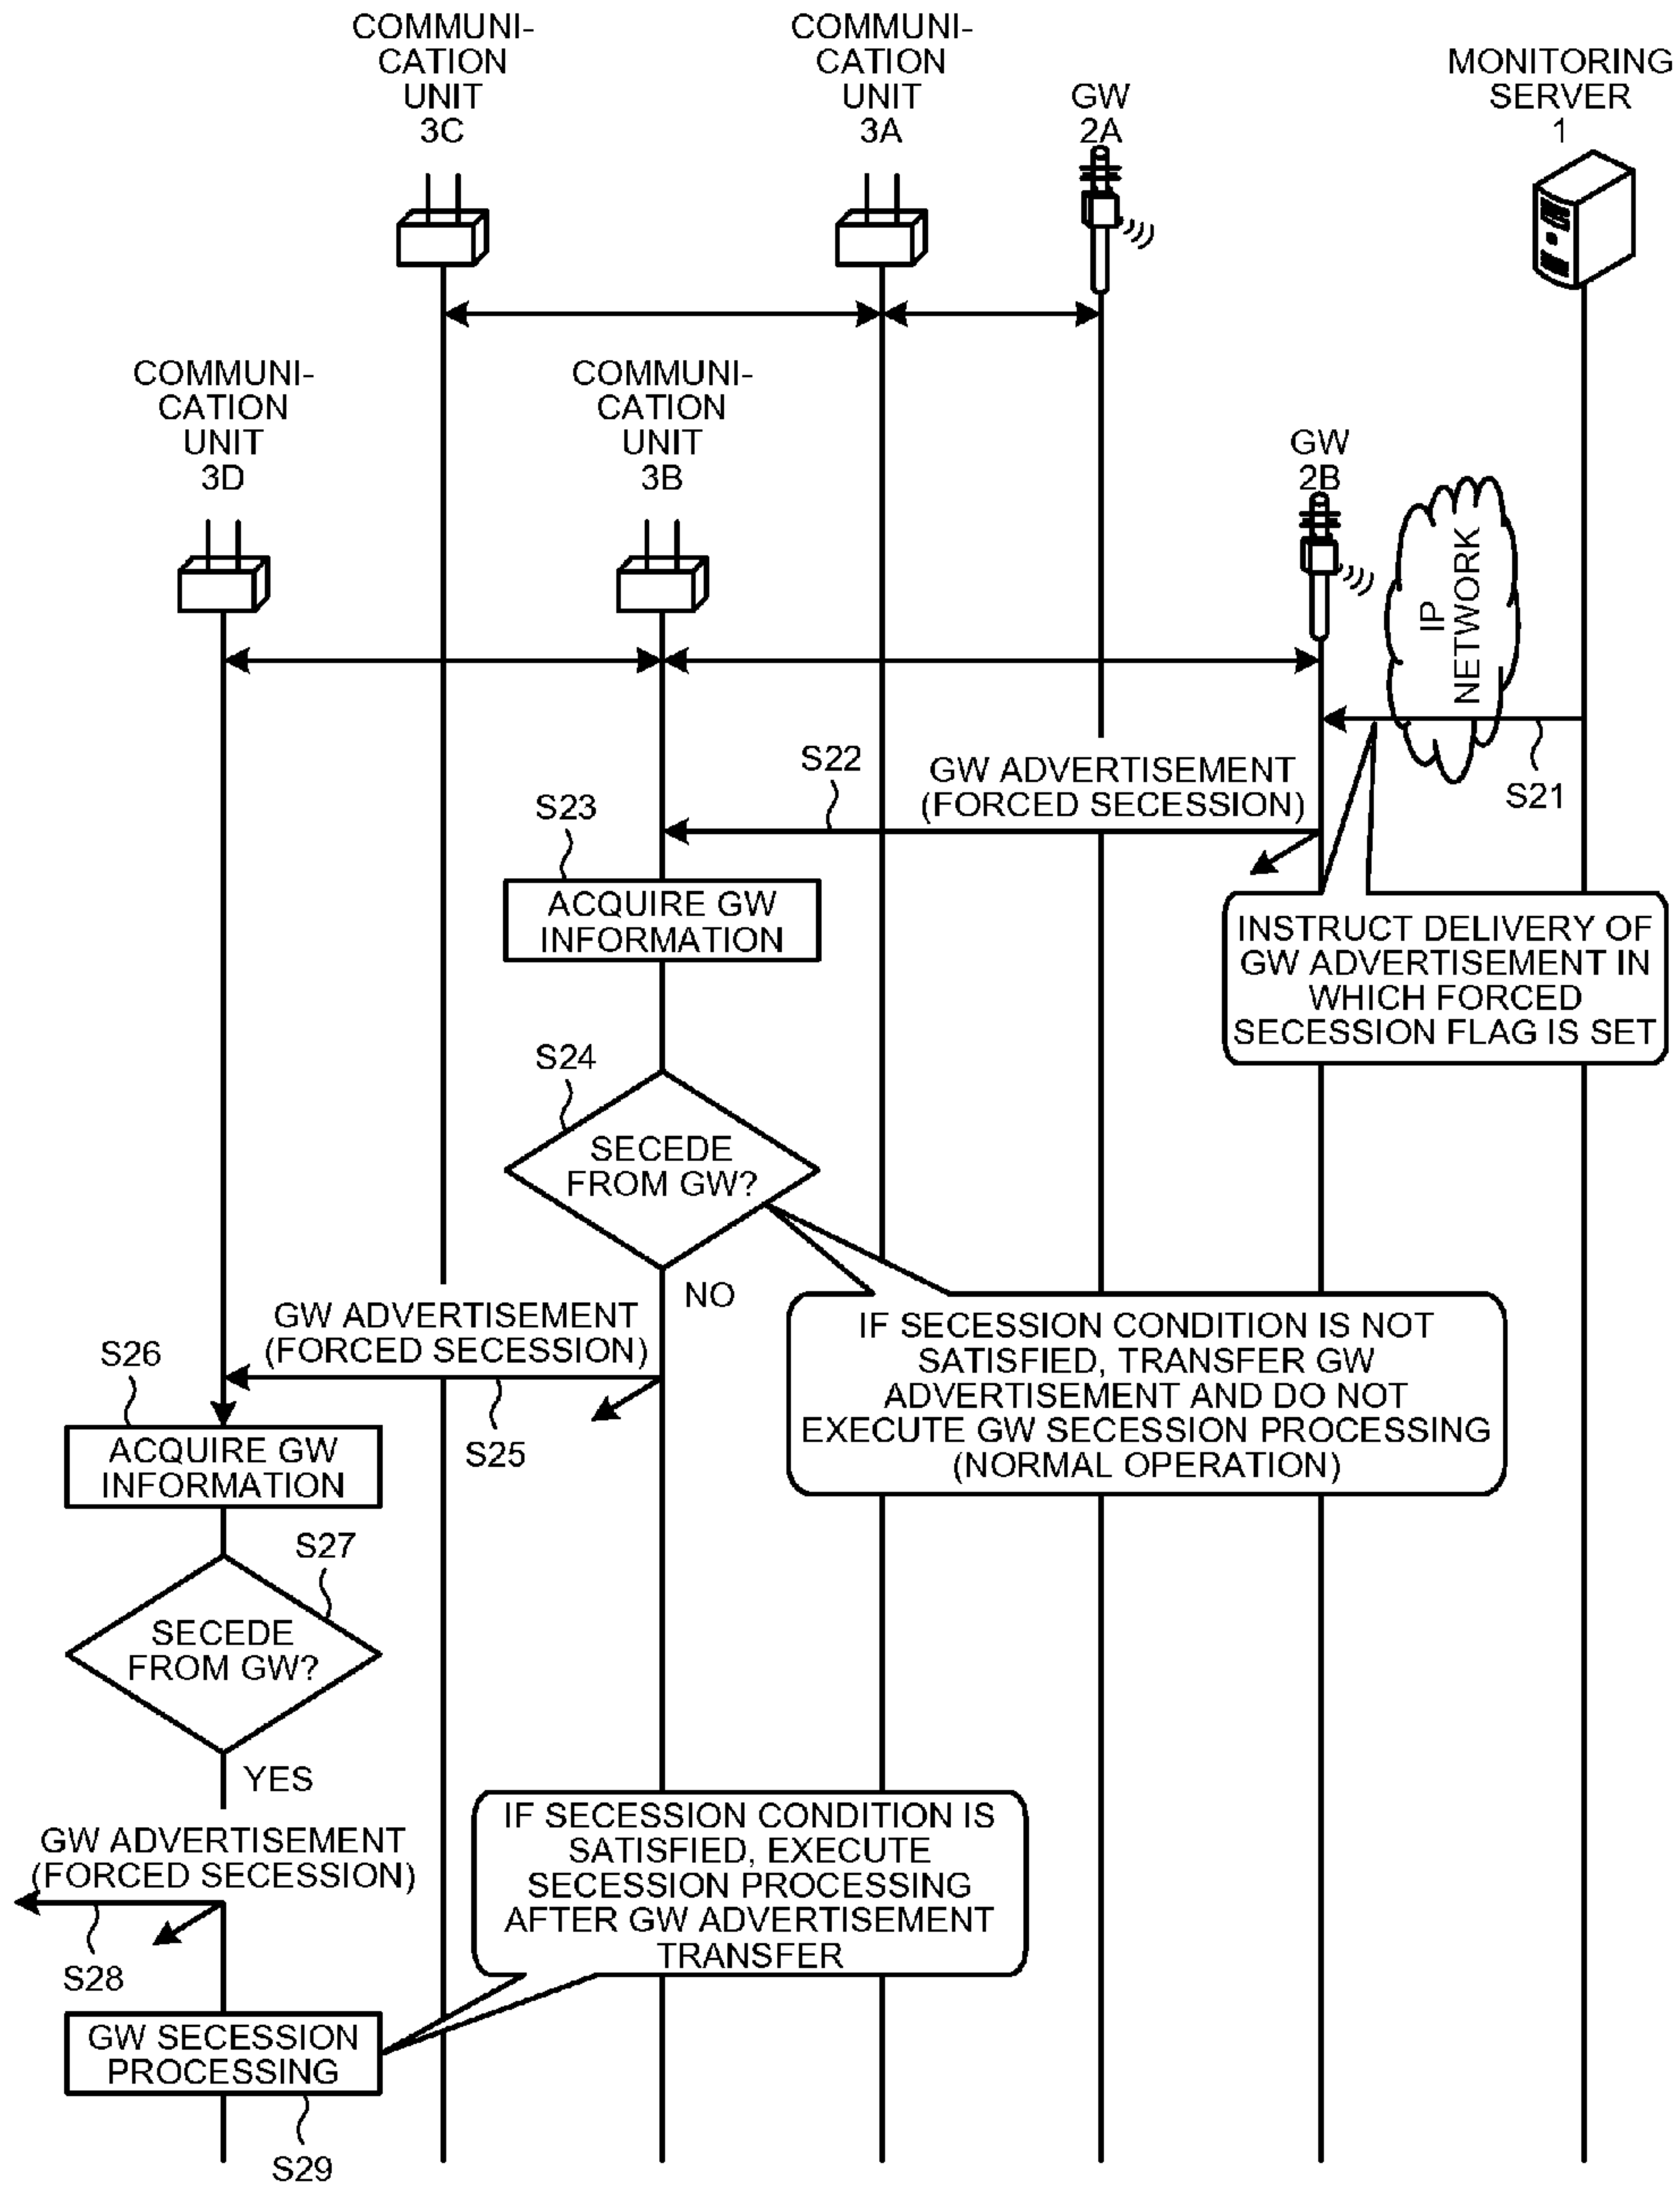 COMMUNI-
CATION
UNIT
3C
COMMUNI-
CATION
UNIT
3A
GW
2A
MONITORING
SERVER
1
COMMUNI-
CATION
UNIT
3D
COMMUNI-
CATION
UNIT
3B
GW
2B
IP
NETWORK
S21
S22
GW ADVERTISEMENT
(FORCED SECESSION)
INSTRUCT DELIVERY OF
GW ADVERTISEMENT IN
WHICH FORCED
SECESSION FLAG IS SET
S23
ACQUIRE GW
INFORMATION
S24
SECEDE
FROM GW?
NO
IF SECESSION CONDITION IS NOT
SATISFIED, TRANSFER GW
ADVERTISEMENT AND DO NOT
EXECUTE GW SECESSION PROCESSING
(NORMAL OPERATION)
GW ADVERTISEMENT
(FORCED SECESSION)
S25
S26
ACQUIRE GW
INFORMATION
S27
SECEDE
FROM GW?
YES
GW ADVERTISEMENT
(FORCED SECESSION)
S28
IF SECESSION CONDITION IS
SATISFIED, EXECUTE
SECESSION PROCESSING
AFTER GW ADVERTISEMENT
TRANSFER
GW SECESSION
PROCESSING
S29